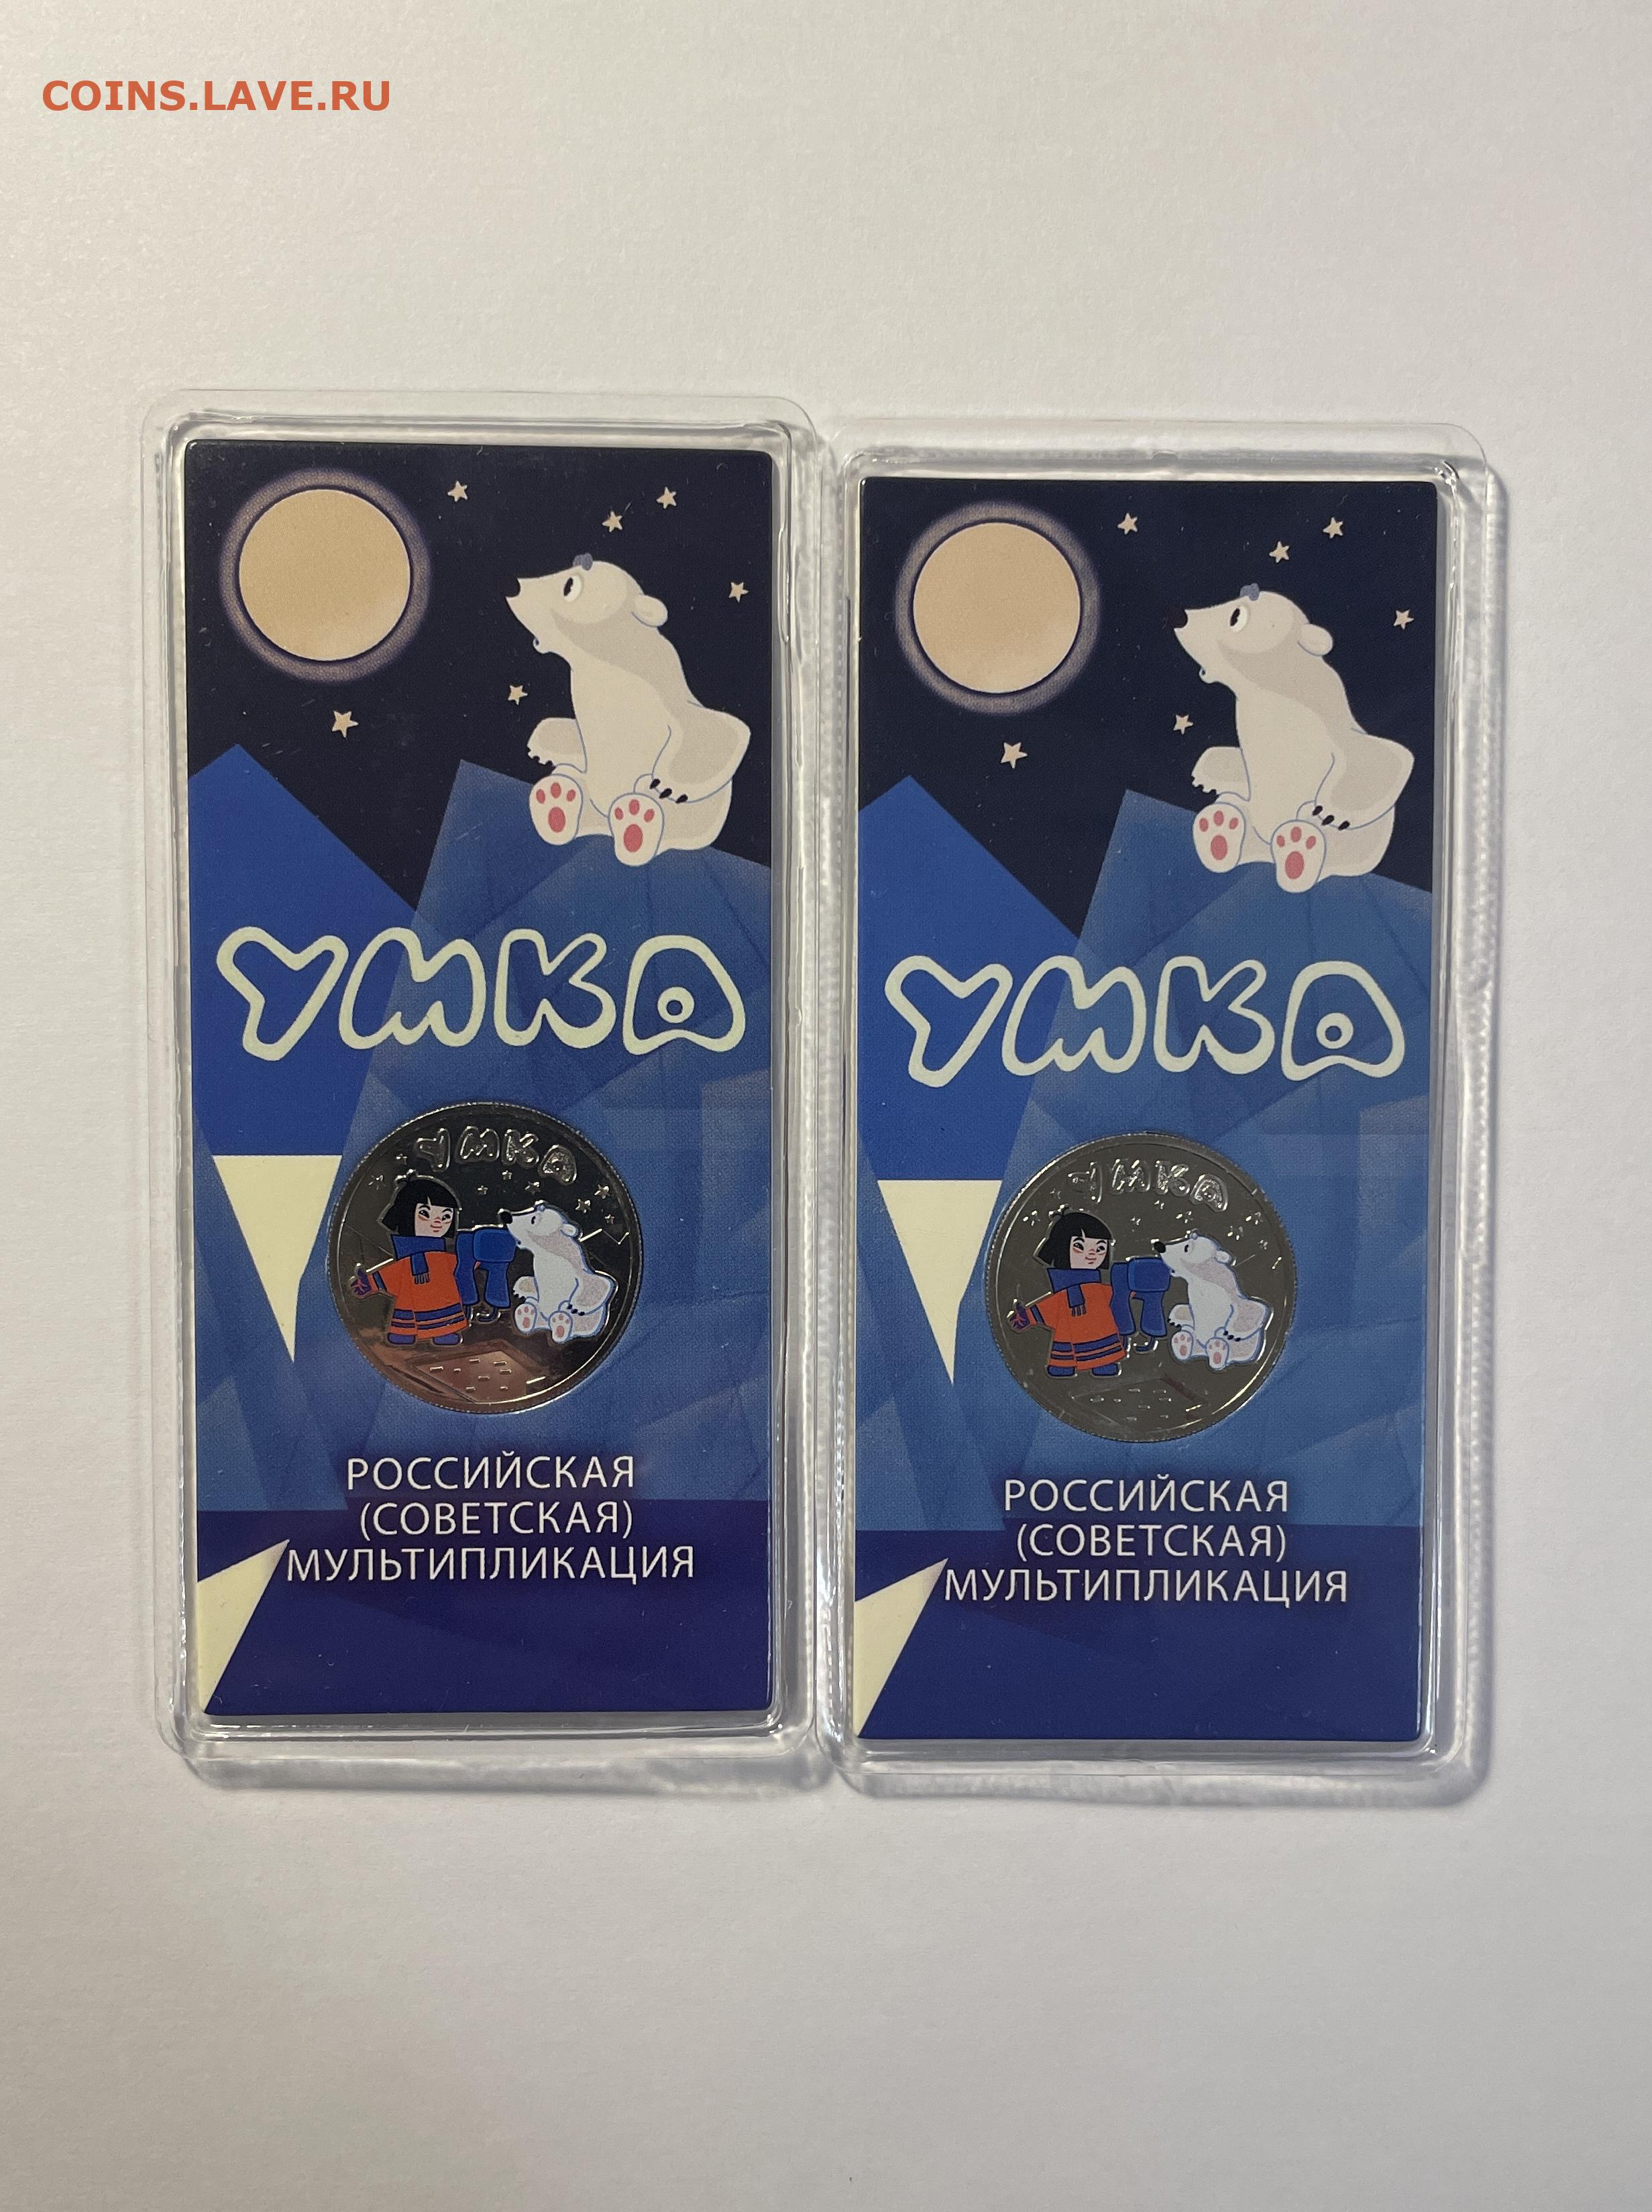 COINS.LAVE.RU
УМКА
УМКА
РОССИЙСКАЯ
(СОВЕТСКАЯ)
МУЛЬТИПЛИКАЦИЯ
УМКА
УМКА
РОССИЙСКАЯ
(СОВЕТСКАЯ)
МУЛЬТИПЛИКАЦИЯ